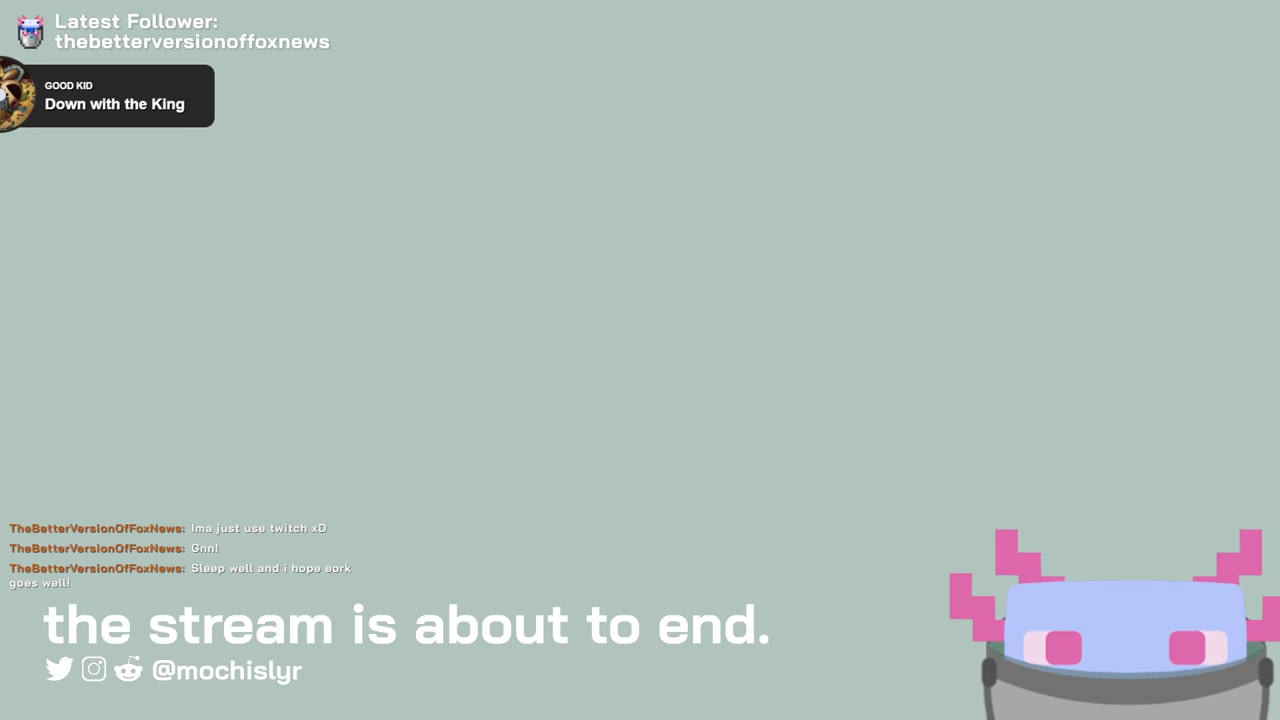 Latest Follower:
thebetterversionoffoxnews
GOOD KID
Down with the King
TheBetterVersionOfFoxNews: Ima just use twitch xD
TheBetterVersionOfFoxNews: Gnn!
TheBetterVersionOfFoxNews: Sleep well and i hope eork
goes well!
the stream is about to end.
@mochislyr